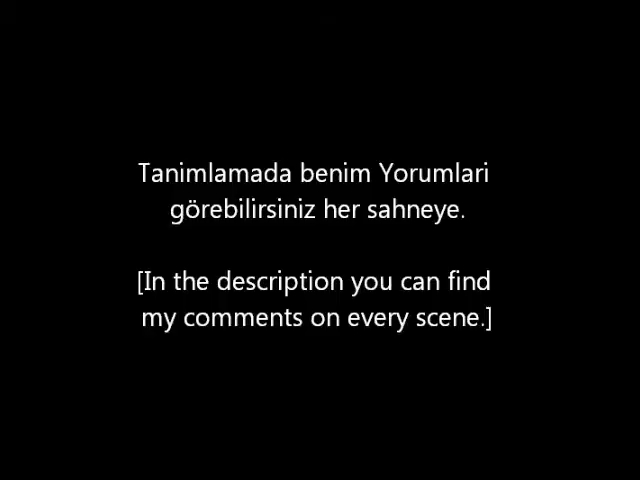 Tanimlamada benim Yorumlari
görebilirsiniz her sahneye.
[In the description you can find
my comments on every scene.]